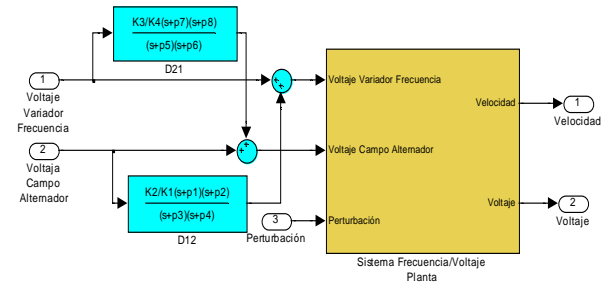 K3/K4(s+p7)(s+p8)
(s+p5)(s+p6)
D21
1
Voltaje
Variador
Frecuencia
2
Voltaja
Campo
Alternador
K2/K1(s+p1)(s+p2)
(s+p3)(s+p4)
D12
3
Perturbación
Voltaje Variador Frecuencia
Voltaje Campo Alternador
Perturbación
Velocidad
Voltaje
Sistema Frecuencia/Voltaje
Planta
1
Velocidad
2
Voltaje